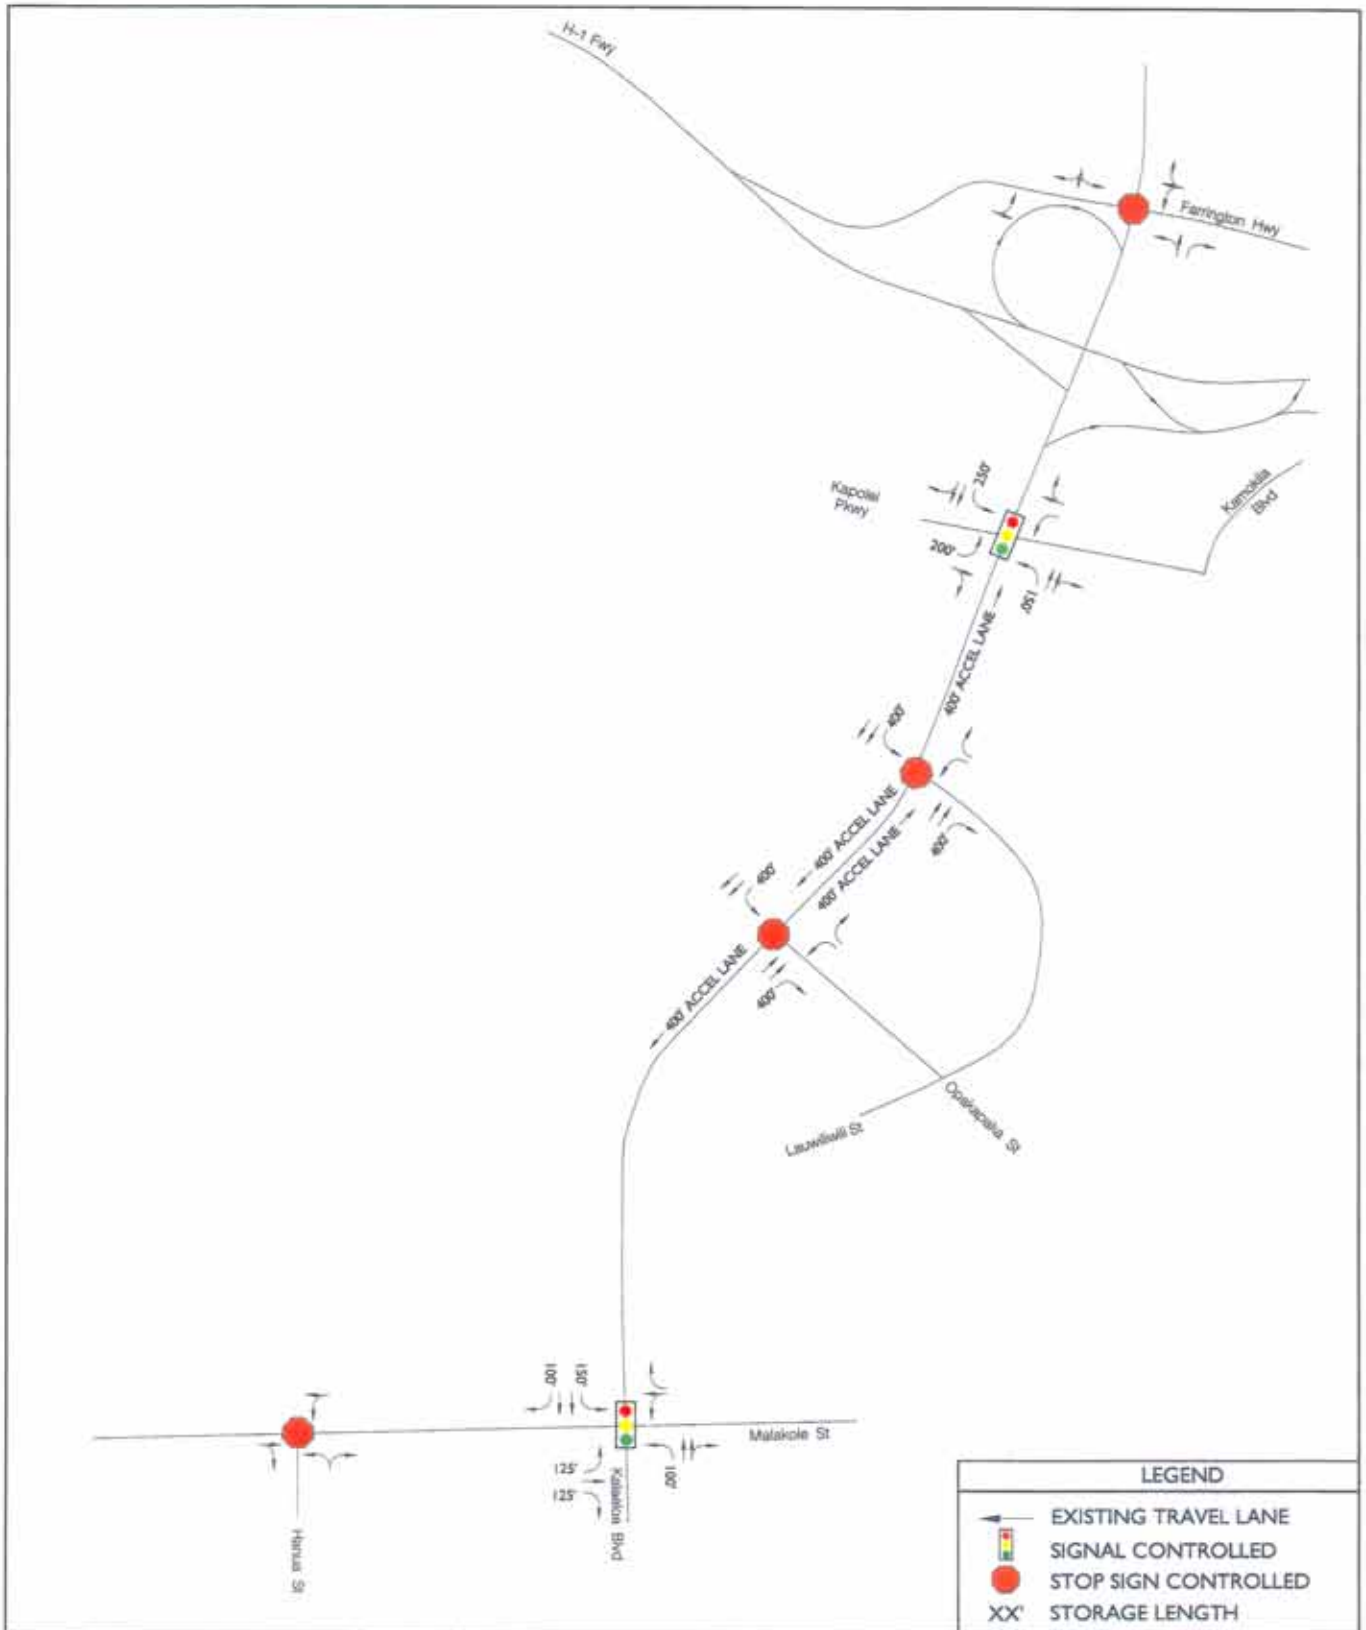 H-1 Fwy
Farrington Hwy
250'
Kapolei
Pkwy
Kamokila
Blvd
200'
150'
400' ACCEL LANE
400'
400' ACCEL LANE
400' ACCEL LANE
400'
400'
400' ACCEL LANE
400'
Opakapaka St
Lauwiliwili St
100'
150'
Malakole St
125'
125'
100'
Kalaeloa Blvd
Hanua St
LEGEND
EXISTING TRAVEL LANE
SIGNAL CONTROLLED
STOP SIGN CONTROLLED
XX' STORAGE LENGTH